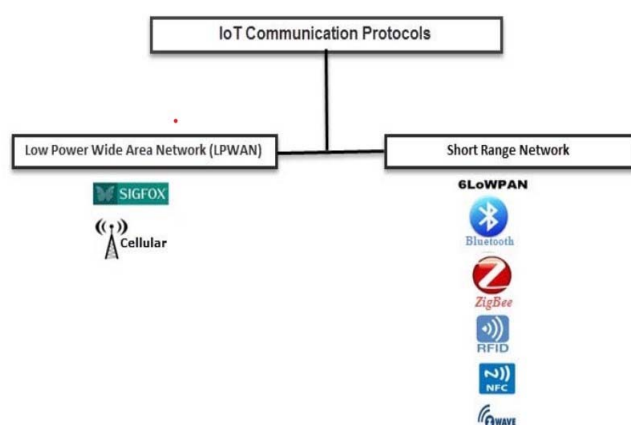 IoT Communication Protocols
Low Power Wide Area Network (LPWAN)
Short Range Network
SIGFOX
Cellular
6LoWPAN
Bluetooth
ZigBee
RFID
NFC
WAVE